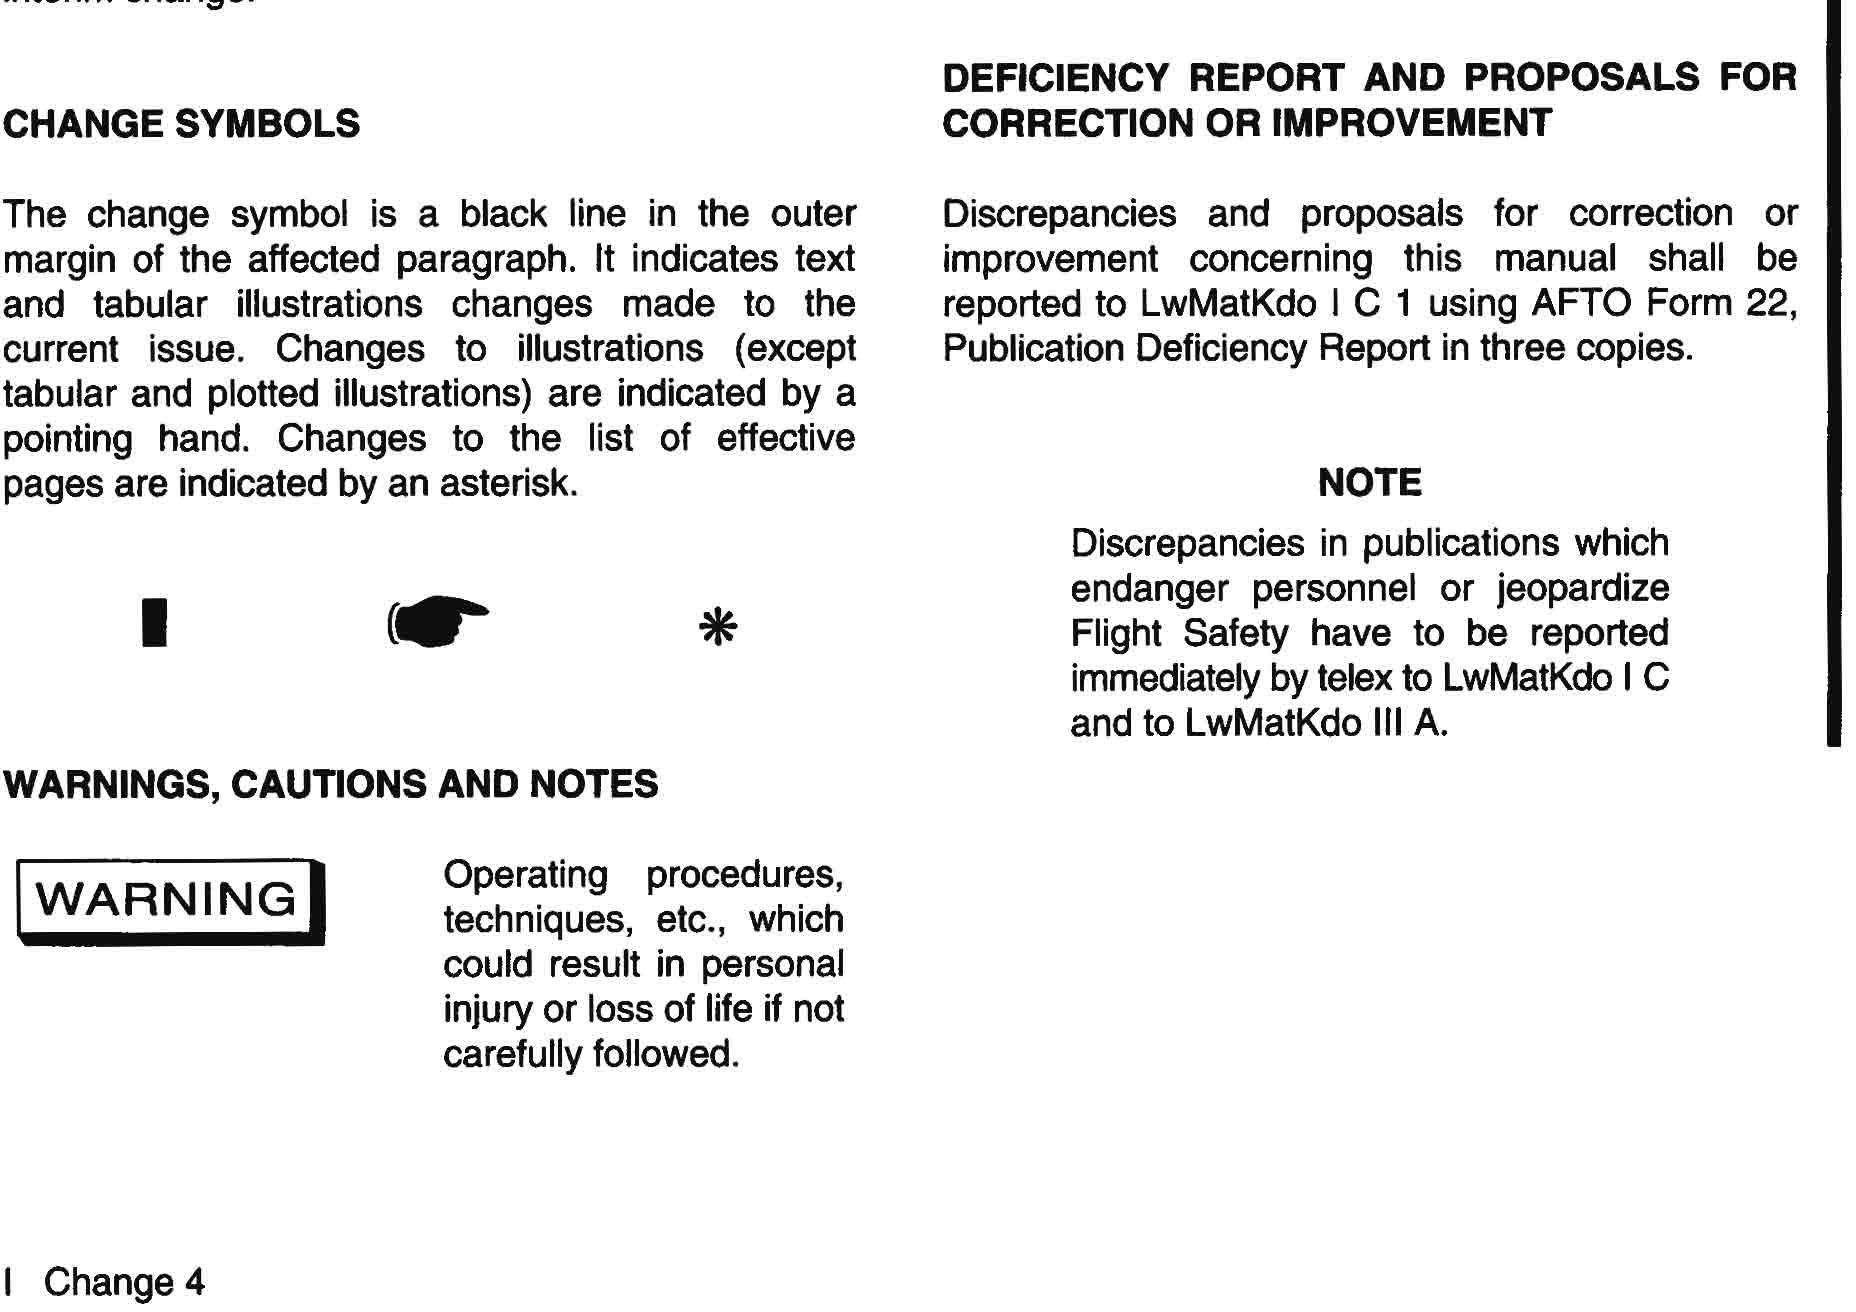 CHANGE SYMBOLS
The change symbol is a black line in the outer
margin of the affected paragraph. It indicates text
and tabular illustrations changes made to the
current issue. Changes to illustrations (except
tabular and plotted illustrations) are indicated by a
pointing hand. Changes to the list of effective
pages are indicated by an asterisk.
*
WARNINGS, CAUTIONS AND NOTES
WARNING
Operating procedures,
techniques, etc., which
could result in personal
injury or loss of life if not
carefully followed.
DEFICIENCY REPORT AND PROPOSALS FOR
CORRECTION OR IMPROVEMENT
Discrepancies and proposals for correction or
improvement concerning this manual shall be
reported to LwMatKdo I C 1 using AFTO Form 22,
Publication Deficiency Report in three copies.
NOTE
Discrepancies in publications which
endanger personnel or jeopardize
Flight Safety have to be reported
immediately by telex to LwMatKdo I C
and to LwMatKdo III A.
I Change 4